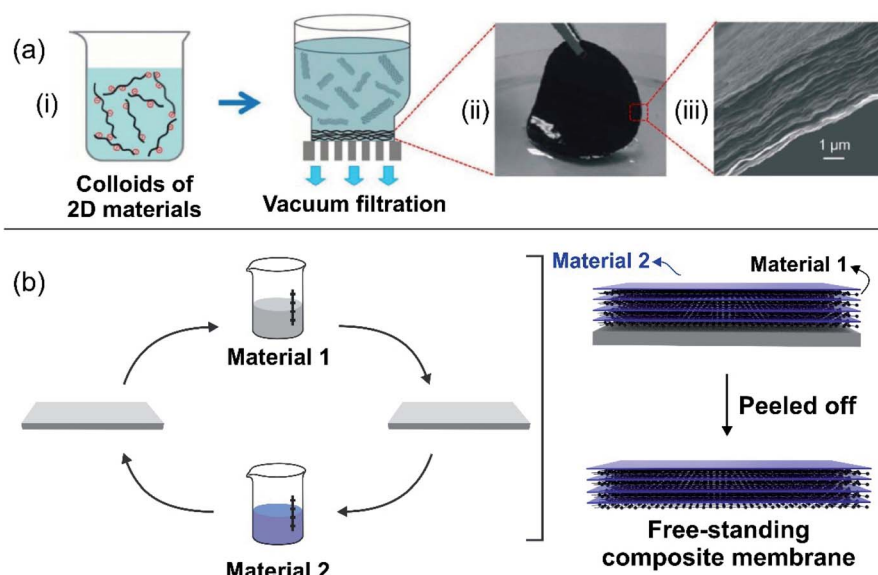 (a)
(i)
Colloids of
2D materials
Vacuum filtration
(ii)
(iii)
1 µm
(b)
Material 1
Material 2
Material 2
Material 1
Peeled off
Free-standing
composite membrane